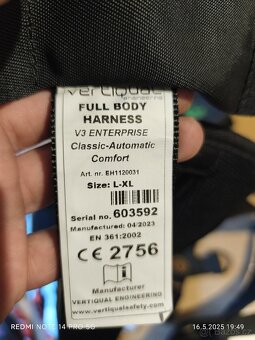 vertiqual
engineering
FULL BODY
HARNESS
V3 ENTERPRISE
Classic-Automatic
Comfort
Art. nr. EH1120031
Size: L-XL
Serial no. 603592
Manufactured: 04/2023
EN 361:2002
CE 2756
Manufacturer
VERTIQUAL ENGINEERING
www.vertiqualsafety.com
REDMI NOTE 14 PRO 5G
16.5.2025 19:49